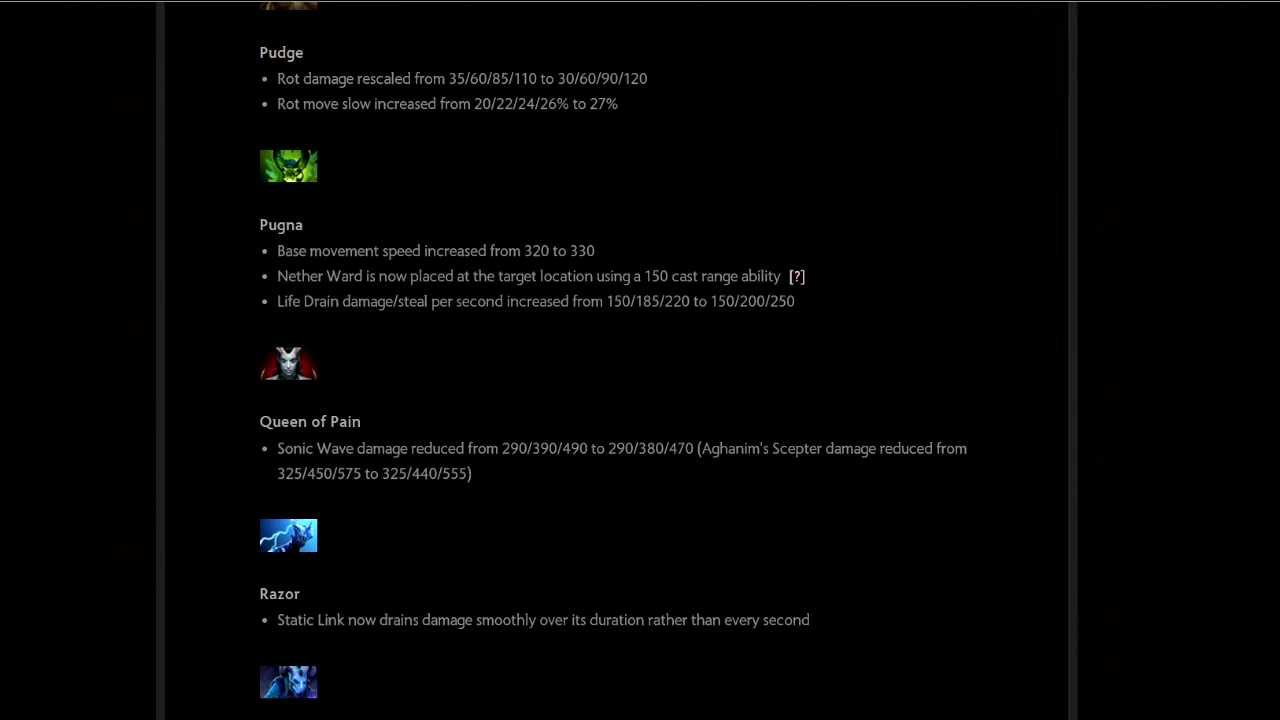 Pudge
• Rot damage rescaled from 35/60/85/110 to 30/60/90/120
• Rot move slow increased from 20/22/24/26% to 27%
Pugna
• Base movement speed increased from 320 to 330
• Nether Ward is now placed at the target location using a 150 cast range ability [?]
• Life Drain damage/steal per second increased from 150/185/220 to 150/200/250
Queen of Pain
• Sonic Wave damage reduced from 290/390/490 to 290/380/470 (Aghanim's Scepter damage reduced from
325/450/575 to 325/440/555)
Razor
• Static Link now drains damage smoothly over its duration rather than every second